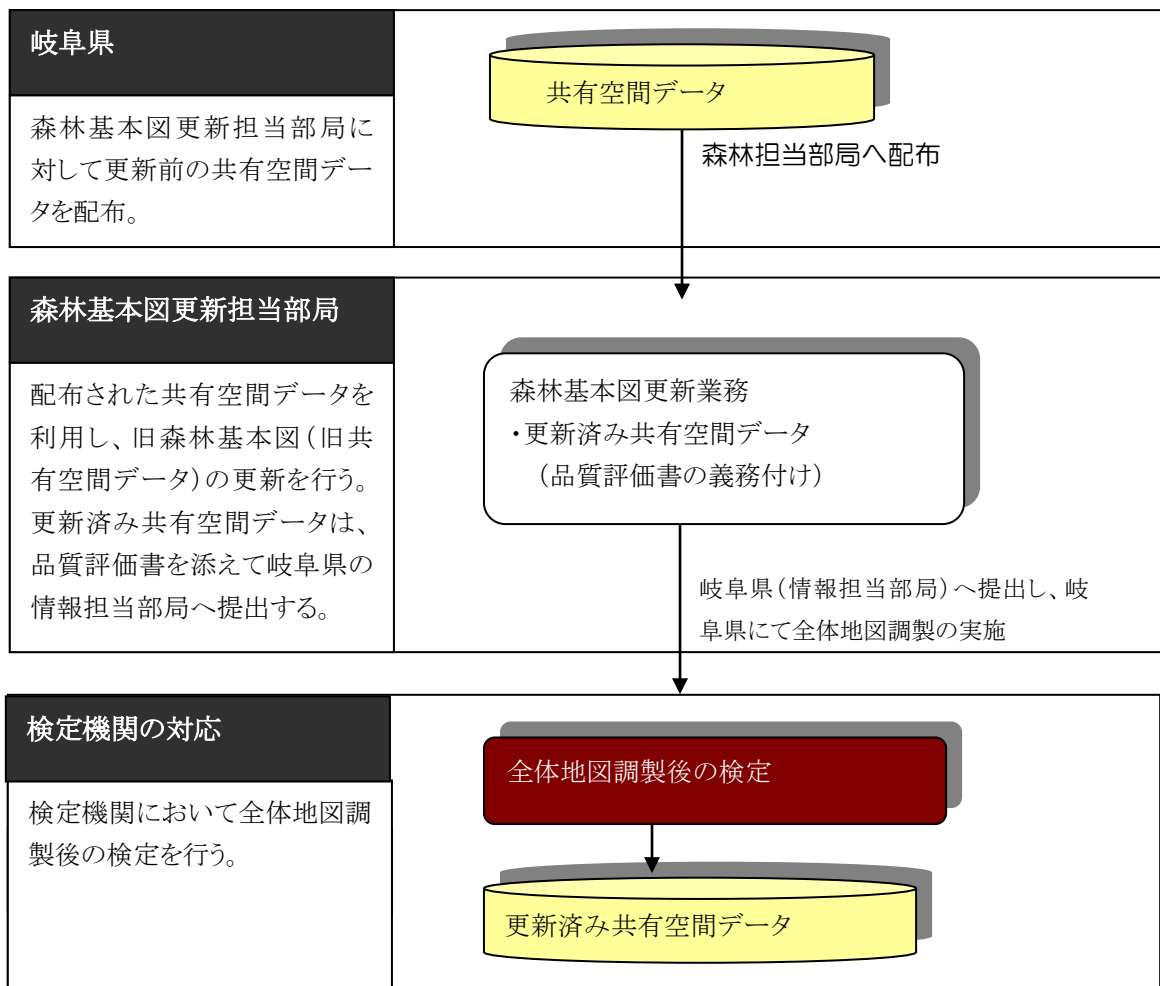 岐阜県
森林基本図更新担当部局に
対して更新前の共有空間デー
タを配布。
共有空間データ
森林担当部局へ配布
森林基本図更新担当部局
配布された共有空間データを
利用し、旧森林基本図(旧共
有空間データ)の更新を行う。
更新済み共有空間データは、
品質評価書を添えて岐阜県の
情報担当部局へ提出する。
森林基本図更新業務
・更新済み共有空間データ
(品質評価書の義務付け)
岐阜県(情報担当部局)へ提出し、岐
阜県にて全体地図調製の実施
検定機関の対応
検定機関において全体地図調
製後の検定を行う。
全体地図調製後の検定
更新済み共有空間データ